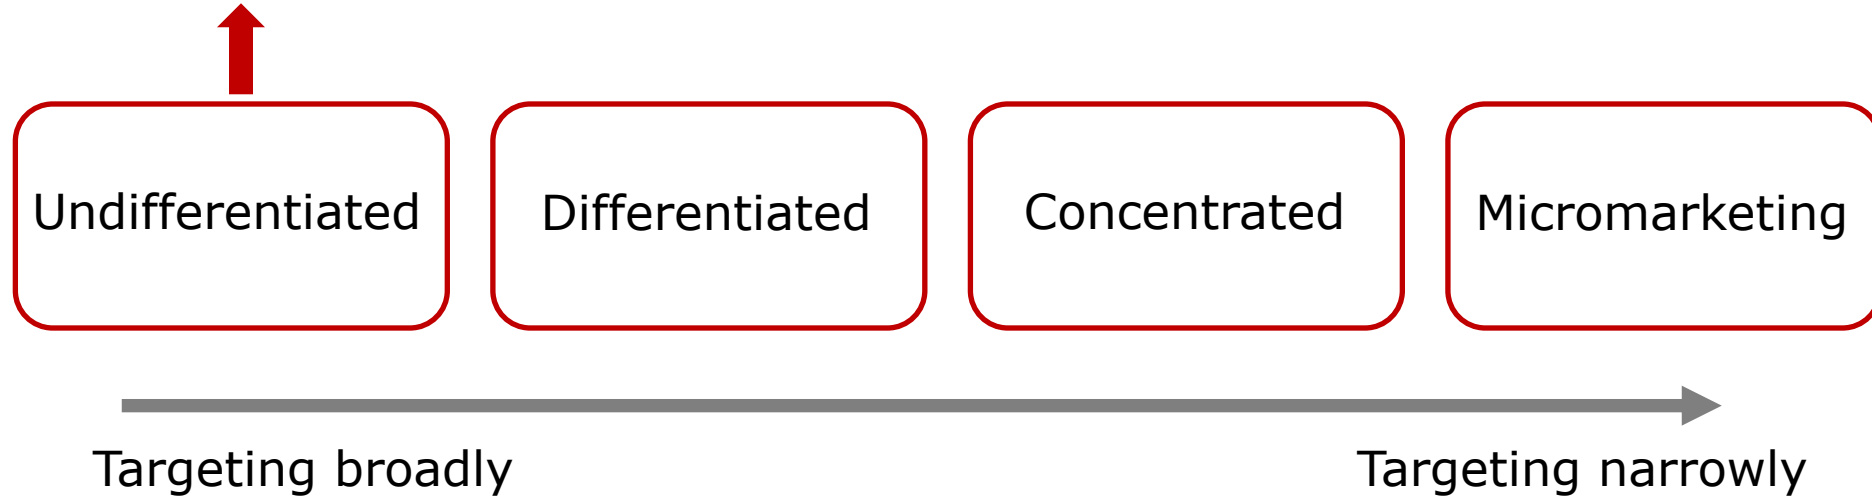 Undifferentiated
Differentiated
Concentrated
Micromarketing
Targeting broadly
Targeting narrowly